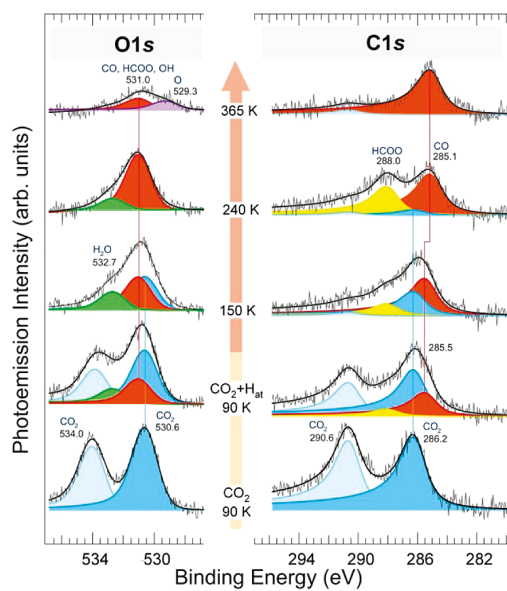 O1s
C1s
CO, HCOO, OH
531.0
O
529.3
365 K
HCOO
288.0
CO
285.1
240 K
H₂O
532.7
150 K
285.5
CO₂+Hat
90 K
CO₂
534.0
CO₂
530.6
CO₂
290.6
CO₂
286.2
CO₂
90 K
534
530
294
290
286
282
Binding Energy (eV)
Photoemission Intensity (arb. units)